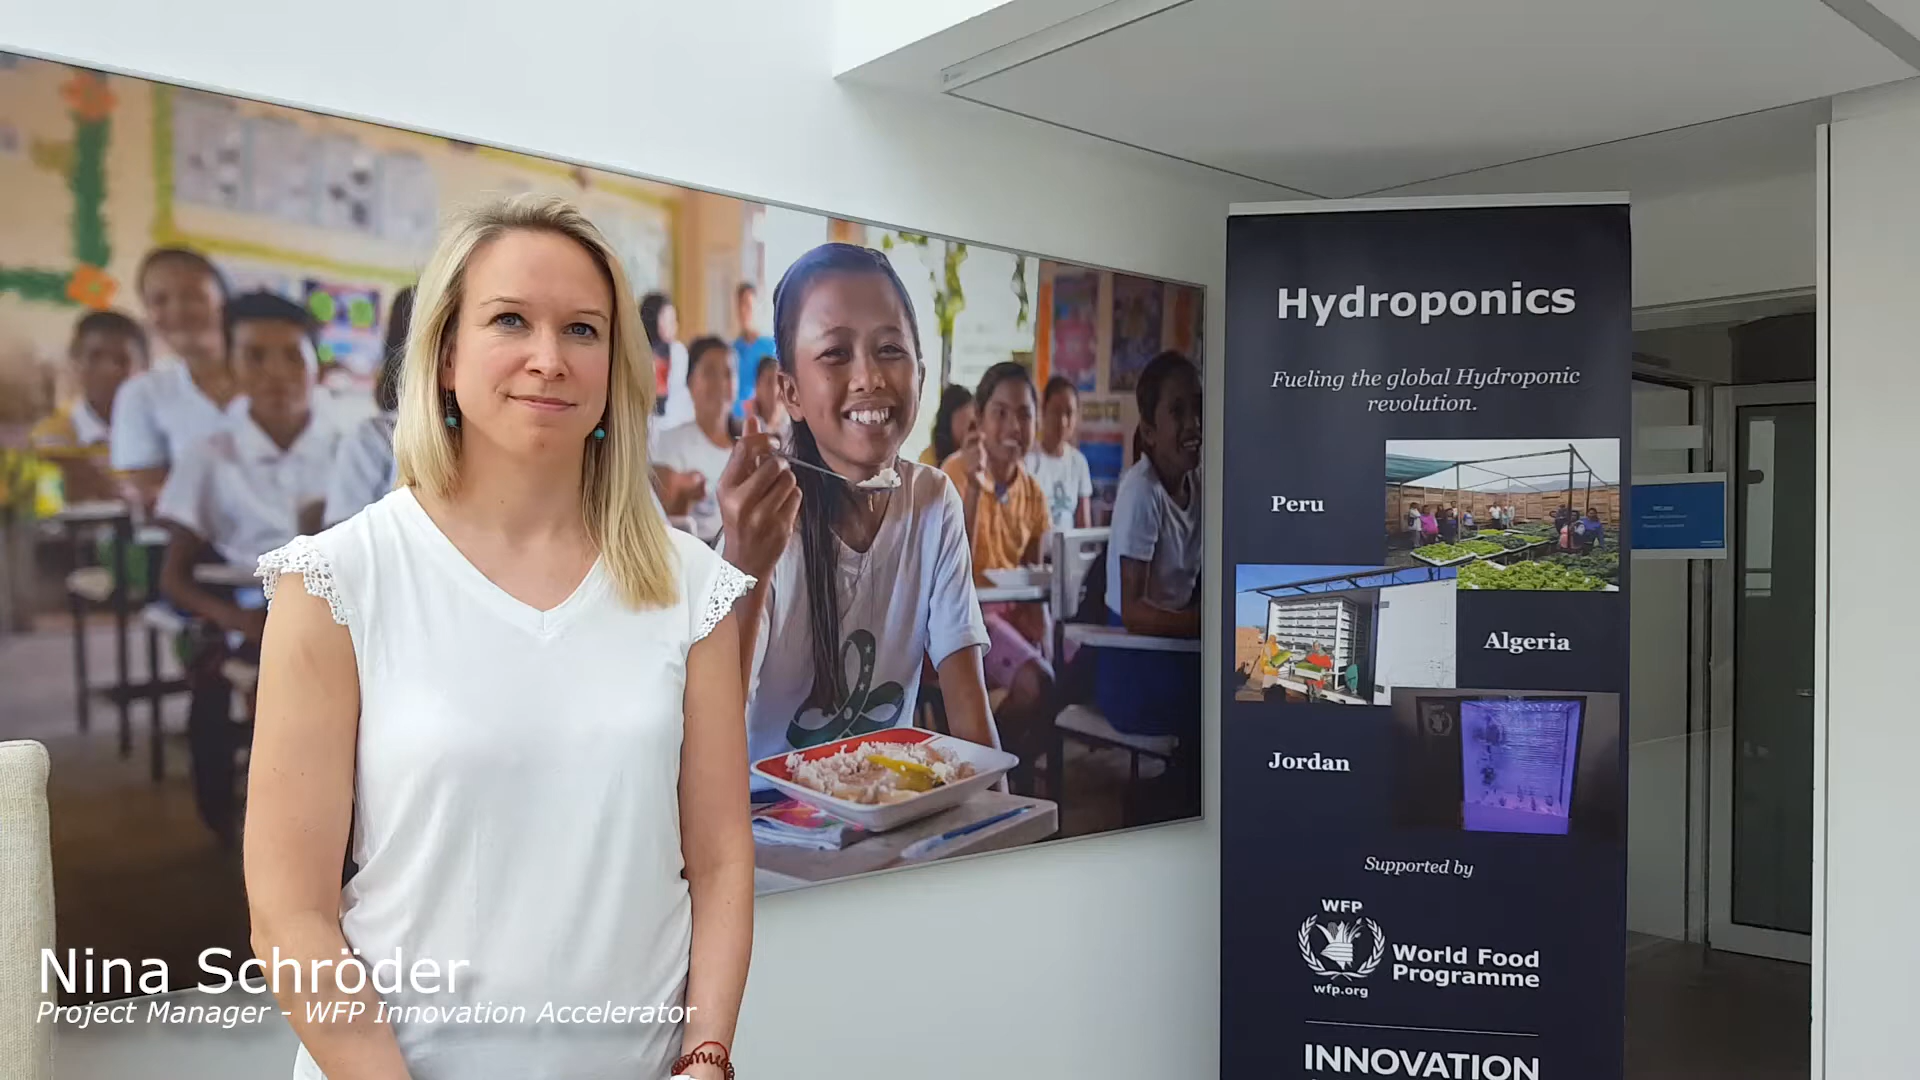 Hydroponics
Fueling the global Hydroponic
revolution.
Peru
Algeria
Jordan
Supported by
WFP
World Food
Programme
wfp.org
INNOVATION
Nina Schröder
Project Manager - WFP Innovation Accelerator